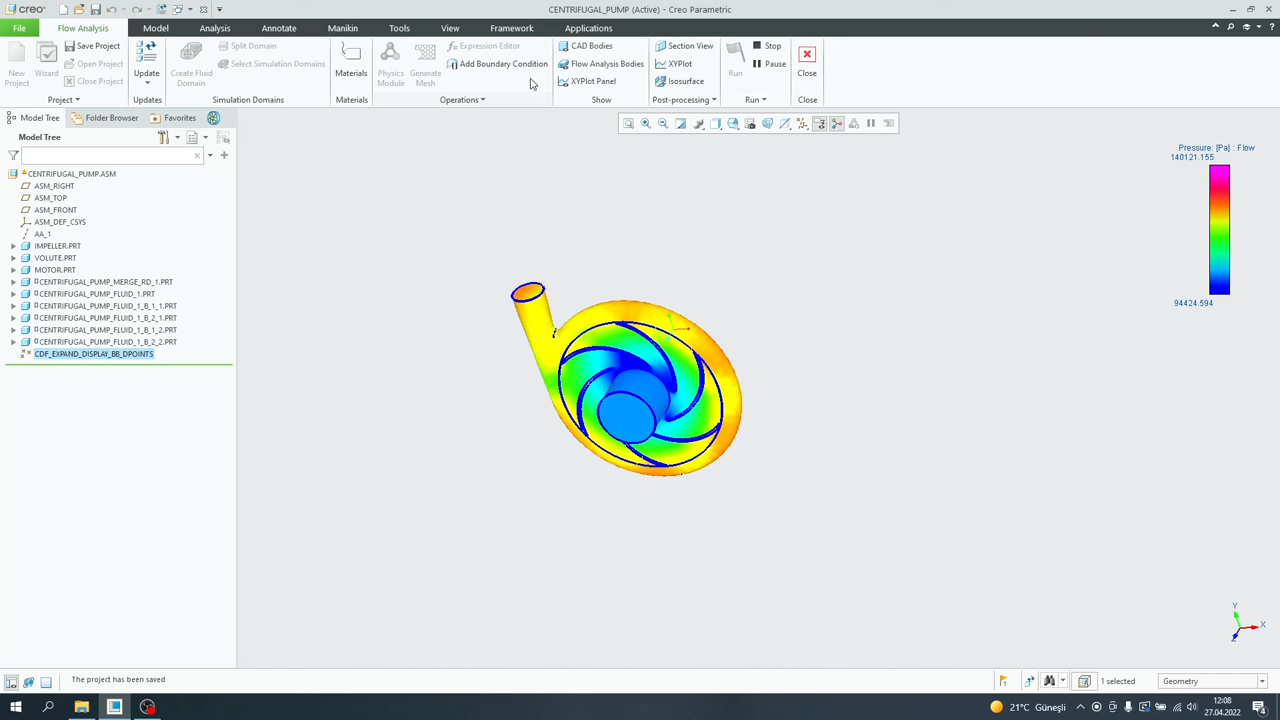 creo
CENTRIFUGAL_PUMP (Active) - Creo Parametric
File
Flow Analysis
Model
Analysis
Annotate
Manikin
Tools
View
Framework
Applications
New Project
Wizard
Save Project
Open Project
Close Project
Update
Create Fluid Domain
Split Domain
Select Simulation Domains
Materials
Physics Module
Generate Mesh
Expression Editor
Add Boundary Condition
CAD Bodies
Flow Analysis Bodies
XYPlot Panel
Section View
XYPlot
Isosurface
Run
Stop
Pause
Close
Project
Updates
Simulation Domains
Materials
Operations
Show
Post-processing
Run
Close
Model Tree
Folder Browser
Favorites
Model Tree
CENTRIFUGAL_PUMP.ASM
ASM_RIGHT
ASM_TOP
ASM_FRONT
ASM_DEF_CSYS
AA_1
IMPELLER.PRT
VOLUTE.PRT
MOTOR.PRT
CENTRIFUGAL_PUMP_MERGE_RD_1.PRT
CENTRIFUGAL_PUMP_FLUID_1.PRT
CENTRIFUGAL_PUMP_FLUID_1_B_1_1.PRT
CENTRIFUGAL_PUMP_FLUID_1_B_2_1.PRT
CENTRIFUGAL_PUMP_FLUID_1_B_1_2.PRT
CENTRIFUGAL_PUMP_FLUID_1_B_2_2.PRT
CDF_EXPAND_DISPLAY_BB_DPOINTS
Pressure: [Pa] : Flow
140121.155
94424.594
Y
X
Z
The project has been saved
1 selected
Geometry
21°C Güneşli
12:08
27.04.2022
4